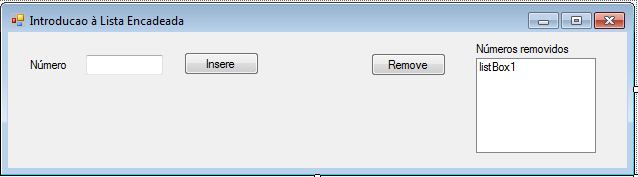 Introducao à Lista Encadeada
Número
Insere
Remove
Números removidos
listBox1